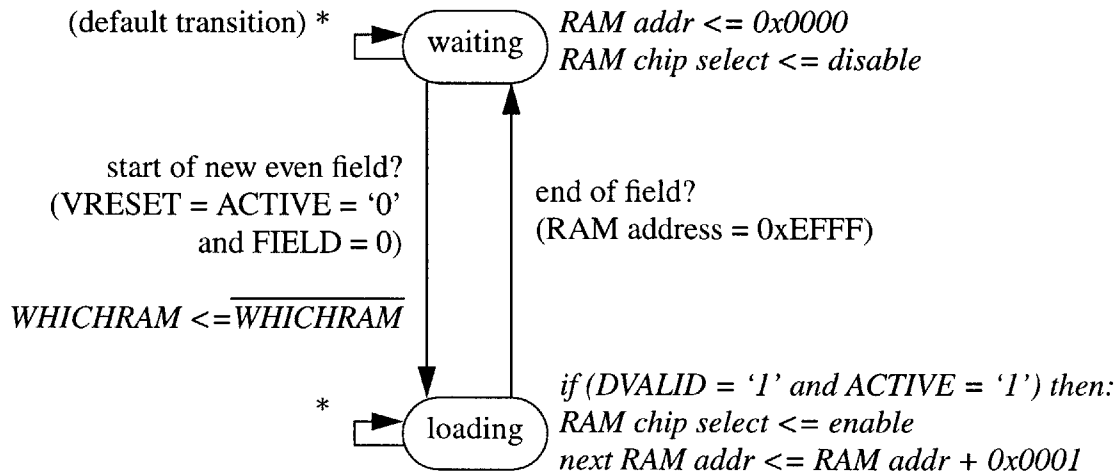 (default transition) *
waiting
RAM addr <= 0x0000
RAM chip select <= disable
start of new even field?
(VRESET = ACTIVE = ‘0’
and FIELD = 0)
end of field?
(RAM address = 0xEFFF)
WHICHRAM <= W̅H̅I̅C̅H̅R̅A̅M̅
*
loading
if (DVALID = ‘1’ and ACTIVE = ‘1’) then:
RAM chip select <= enable
next RAM addr <= RAM addr + 0x0001